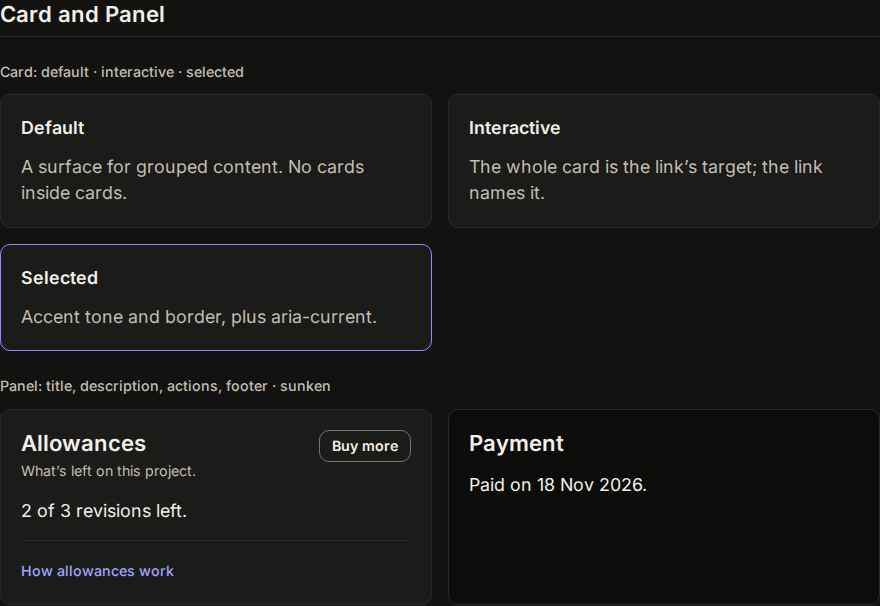 Card and Panel
Card: default · interactive · selected
Default
A surface for grouped content. No cards
inside cards.
Interactive
The whole card is the link’s target; the link
names it.
Selected
Accent tone and border, plus aria-current.
Panel: title, description, actions, footer · sunken
Allowances
Buy more
What’s left on this project.
2 of 3 revisions left.
How allowances work
Payment
Paid on 18 Nov 2026.